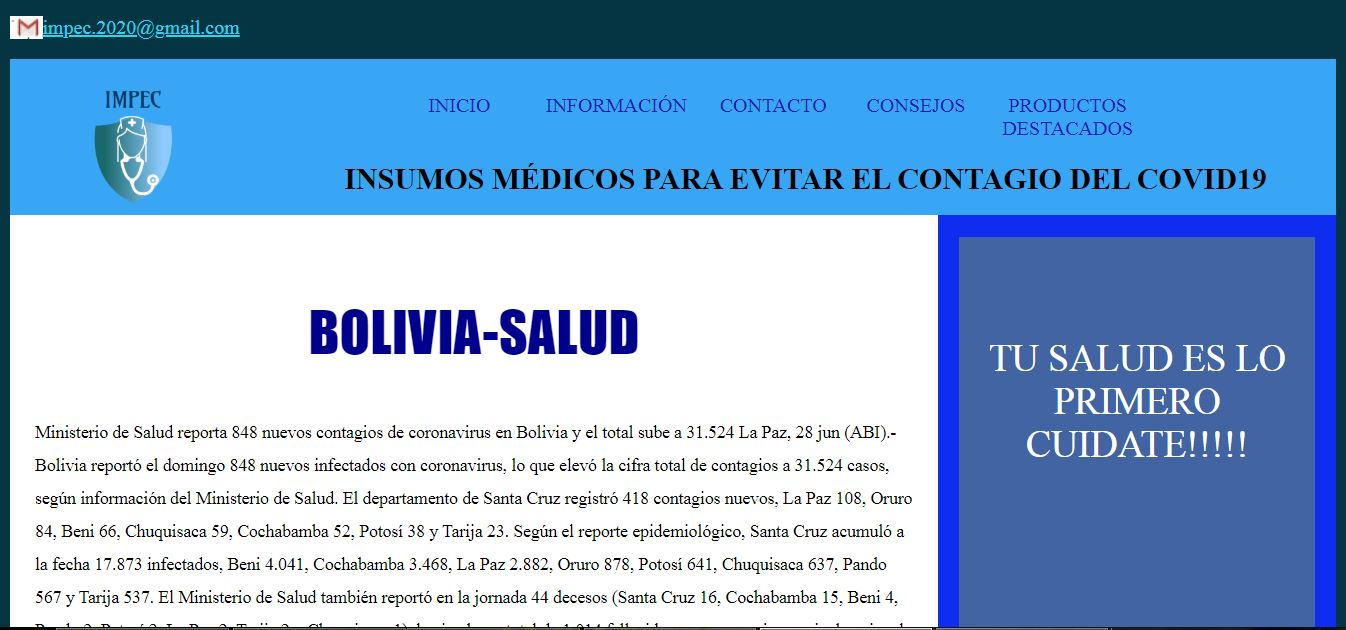 impec.2020@gmail.com
IMPEC
INICIO INFORMACIÓN CONTACTO CONSEJOS PRODUCTOS
DESTACADOS
INSUMOS MÉDICOS PARA EVITAR EL CONTAGIO DEL COVID19
BOLIVIA-SALUD
Ministerio de Salud reporta 848 nuevos contagios de coronavirus en Bolivia y el total sube a 31.524 La Paz, 28 jun (ABI).-
Bolivia reportó el domingo 848 nuevos infectados con coronavirus, lo que elevó la cifra total de contagios a 31.524 casos,
según información del Ministerio de Salud. El departamento de Santa Cruz registró 418 contagios nuevos, La Paz 108, Oruro
84, Beni 66, Chuquisaca 59, Cochabamba 52, Potosí 38 y Tarija 23. Según el reporte epidemiológico, Santa Cruz acumuló a
la fecha 17.873 infectados, Beni 4.041, Cochabamba 3.468, La Paz 2.882, Oruro 878, Potosí 641, Chuquisaca 637, Pando
567 y Tarija 537. El Ministerio de Salud también reportó en la jornada 44 decesos (Santa Cruz 16, Cochabamba 15, Beni 4,
TU SALUD ES LO
PRIMERO
CUIDATE!!!!!